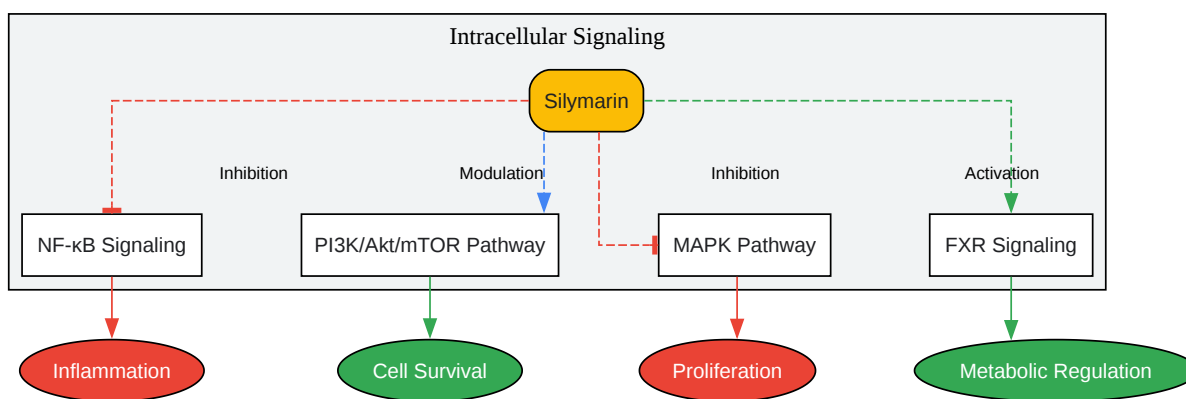 Intracellular Signaling
Silymarin
Inhibition
Modulation
Inhibition
Activation
NF-κB Signaling
PI3K/Akt/mTOR Pathway
MAPK Pathway
FXR Signaling
Inflammation
Cell Survival
Proliferation
Metabolic Regulation